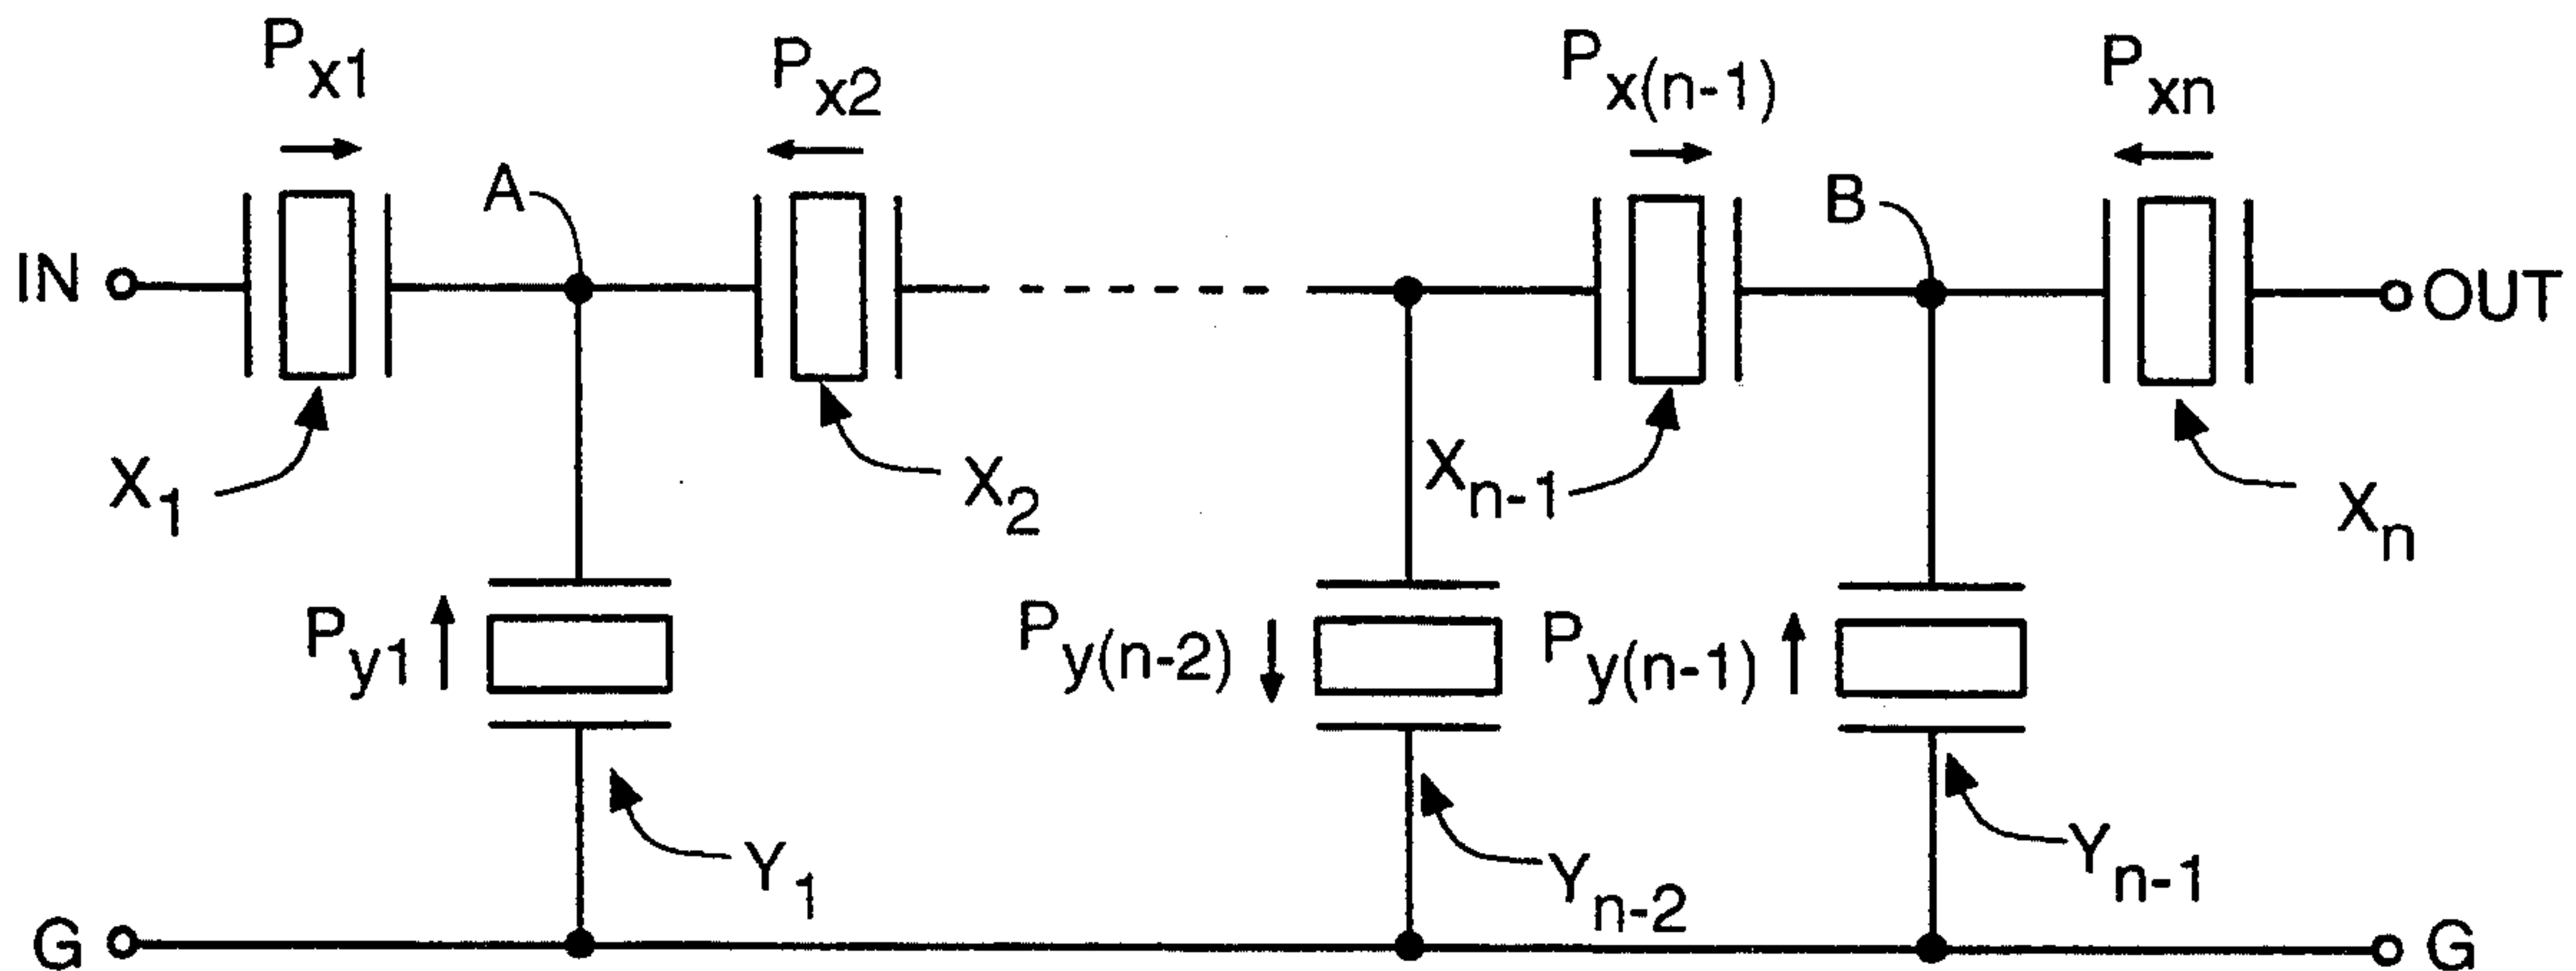 Px1
Px2
Px(n-1)
Pxn
A
B
IN
OUT
X1
X2
Xn-1
Xn
Py1
Py(n-2)
Py(n-1)
Y1
Yn-2
Yn-1
G
G